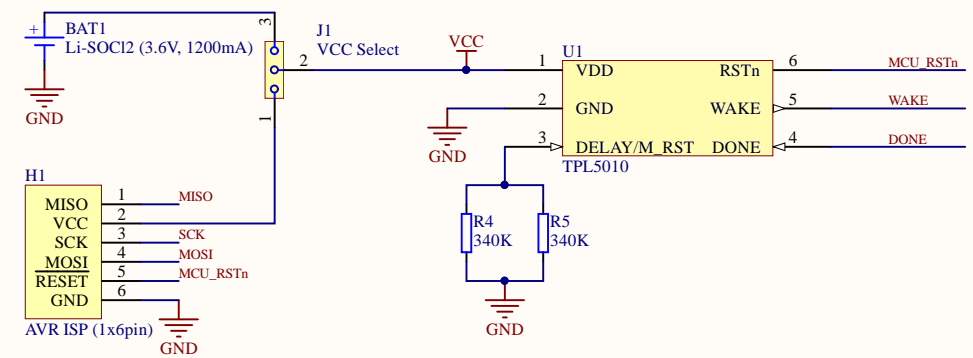 BAT1
Li-SOCl2 (3.6V, 1200mA)
+
GND
3
J1
VCC Select
2
1
VCC
U1
1 VDD RSTn 6 MCU_RSTn
2 GND WAKE 5 WAKE
3 DELAY/M_RST DONE 4 DONE
TPL5010
GND
R4
340K
R5
340K
GND
H1
MISO 1 MISO
VCC 2
SCK 3 SCK
MOSI 4 MOSI
RESET 5 MCU_RSTn
GND 6
AVR ISP (1x6pin)
GND